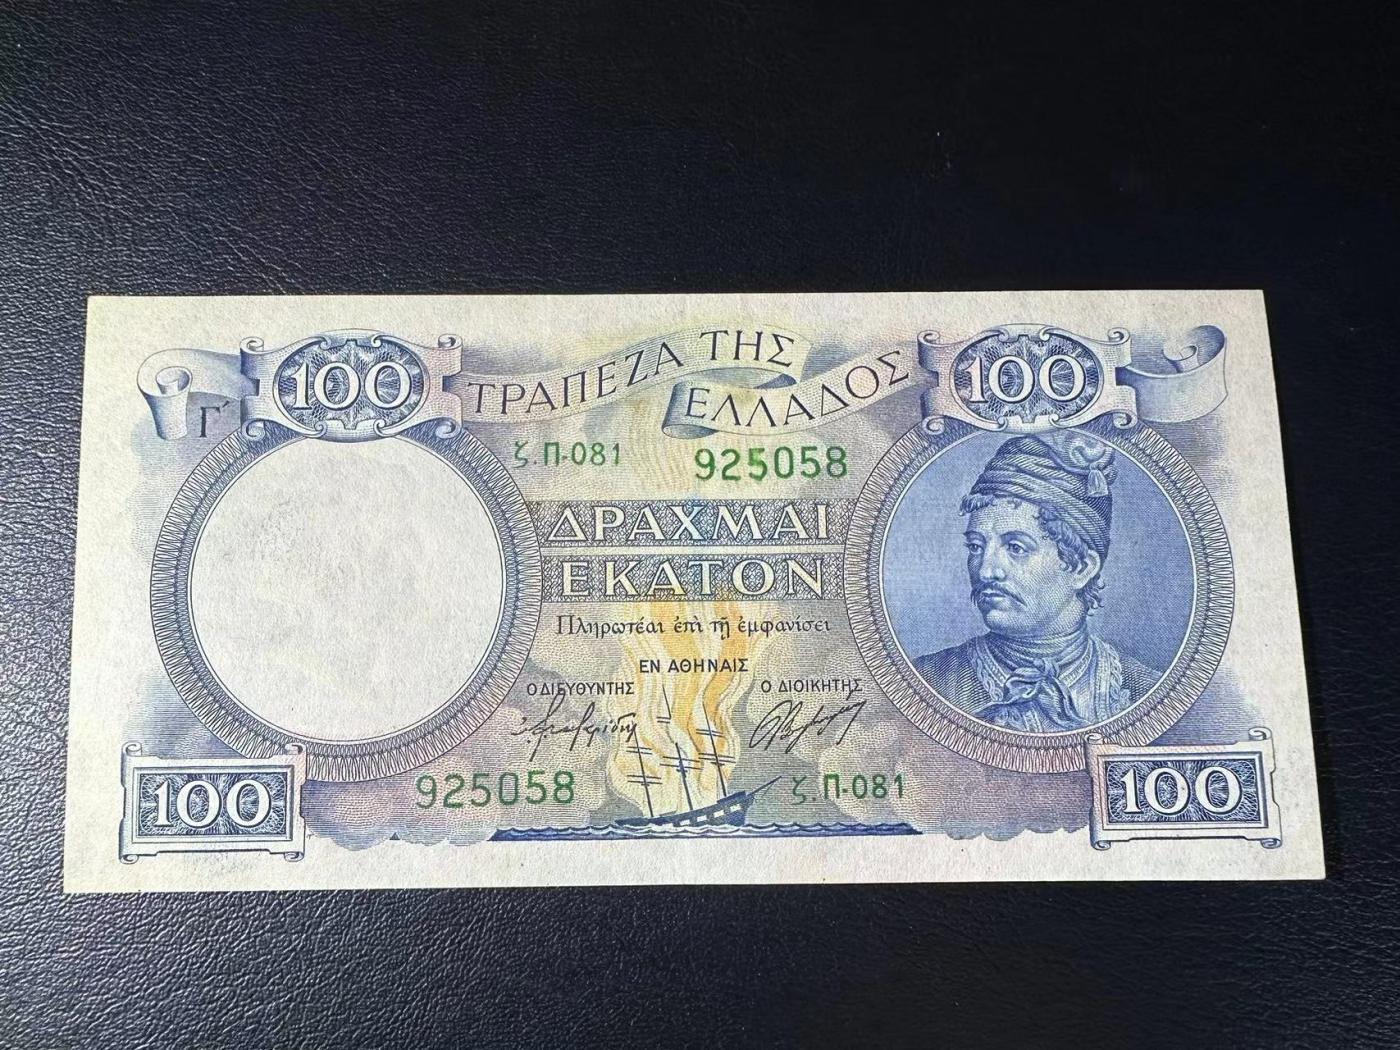 100
ΤΡΑΠΕΖΑ ΤΗΣ
ΕΛΛΑΔΟΣ
100
Γ΄
ζ.Π-081
925058
ΔΡΑΧΜΑΙ
ΕΚΑΤΟΝ
Πληρωτέαι ἐπὶ τῇ ἐμφανίσει
ΕΝ ΑΘΗΝΑΙΣ
Ο ΔΙΕΥΘΥΝΤΗΣ
Ο ΔΙΟΙΚΗΤΗΣ
925058
ζ.Π-081
100
100